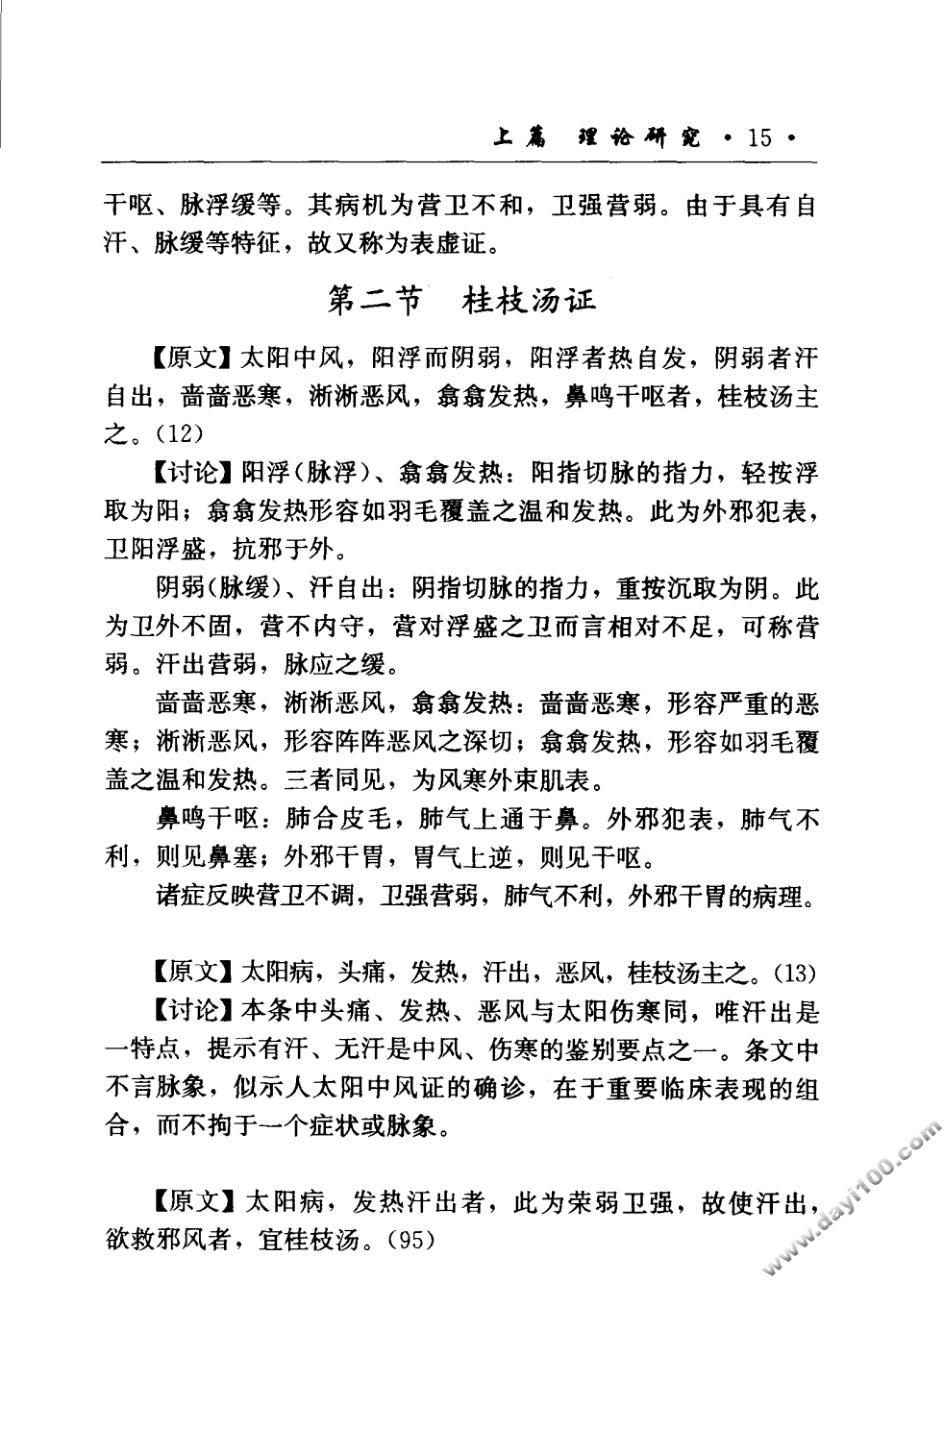 上篇 理论研究 · 15 ·
干呕、脉浮缓等。其病机为营卫不和，卫强营弱。由于具有自
汗、脉缓等特征，故又称为表虚证。
第二节 桂枝汤证
【原文】太阳中风，阳浮而阴弱，阳浮者热自发，阴弱者汗
自出，啬啬恶寒，淅淅恶风，翕翕发热，鼻鸣干呕者，桂枝汤主
之。(12)
【讨论】阳浮(脉浮)、翕翕发热：阳指切脉的指力，轻按浮
取为阳；翕翕发热形容如羽毛覆盖之温和发热。此为外邪犯表，
卫阳浮盛，抗邪于外。
阴弱(脉缓)、汗自出：阴指切脉的指力，重按沉取为阴。此
为卫外不固，营不内守，营对浮盛之卫而言相对不足，可称营
弱。汗出营弱，脉应之缓。
啬啬恶寒，淅淅恶风，翕翕发热：啬啬恶寒，形容严重的恶
寒；淅淅恶风，形容阵阵恶风之深切；翕翕发热，形容如羽毛覆
盖之温和发热。三者同见，为风寒外束肌表。
鼻鸣干呕：肺合皮毛，肺气上通于鼻。外邪犯表，肺气不
利，则见鼻塞；外邪干胃，胃气上逆，则见干呕。
诸症反映营卫不调，卫强营弱，肺气不利，外邪干胃的病理。
【原文】太阳病，头痛，发热，汗出，恶风，桂枝汤主之。(13)
【讨论】本条中头痛、发热、恶风与太阳伤寒同，唯汗出是
一特点，提示有汗、无汗是中风、伤寒的鉴别要点之一。条文中
不言脉象，似示人太阳中风证的确诊，在于重要临床表现的组
合，而不拘于一个症状或脉象。
【原文】太阳病，发热汗出者，此为荣弱卫强，故使汗出，
欲救邪风者，宜桂枝汤。(95)
www.dayi100.com